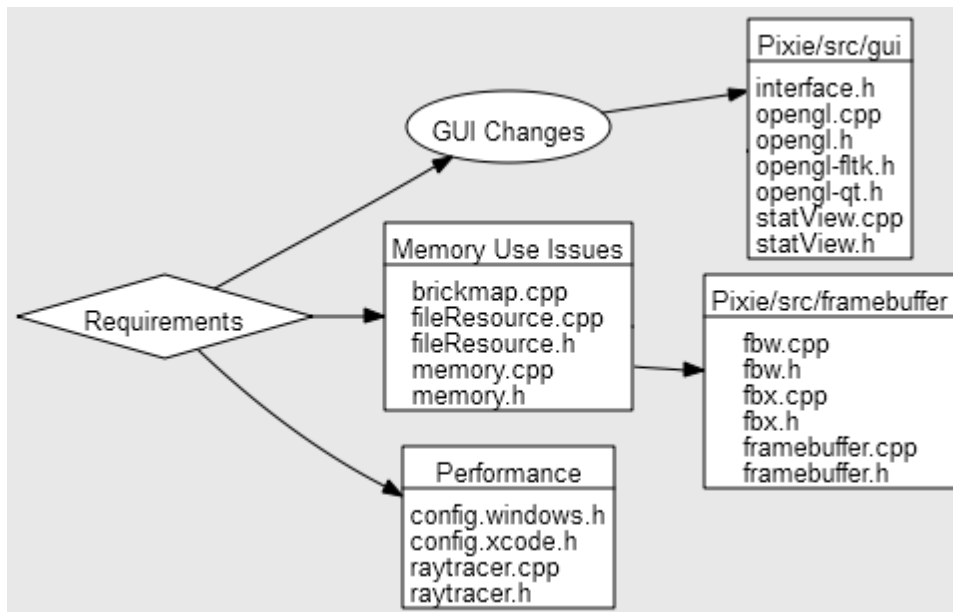 Pixie/src/gui
interface.h
opengl.cpp
opengl.h
opengl-fltk.h
opengl-qt.h
statView.cpp
statView.h
GUI Changes
Memory Use Issues
brickmap.cpp
fileResource.cpp
fileResource.h
memory.cpp
memory.h
Pixie/src/framebuffer
fbw.cpp
fbw.h
fbx.cpp
fbx.h
framebuffer.cpp
framebuffer.h
Requirements
Performance
config.windows.h
config.xcode.h
raytracer.cpp
raytracer.h